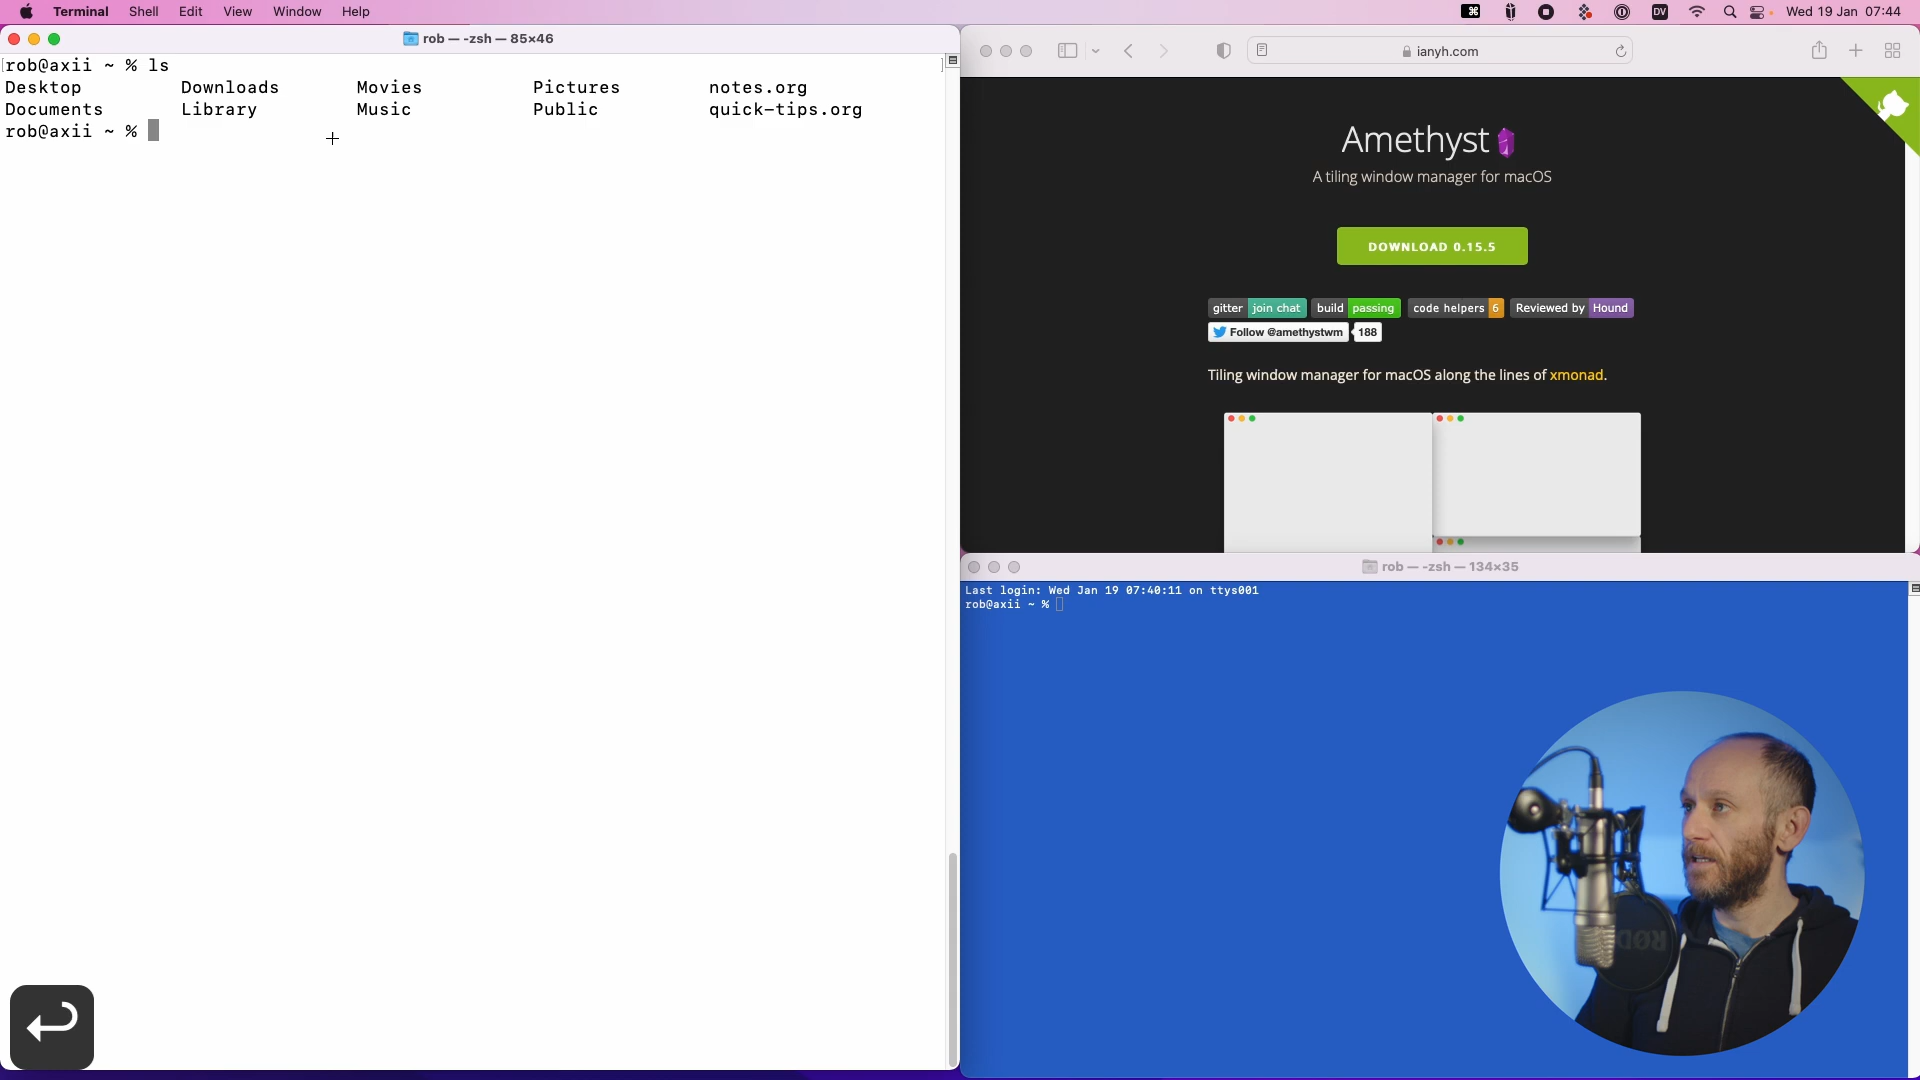 Terminal Shell Edit View Window Help
DV Wed 19 Jan 07:44
rob — -zsh — 85×46
rob@axii ~ % ls
Desktop Downloads Movies Pictures notes.org
Documents Library Music Public quick-tips.org
rob@axii ~ %
ianyh.com
Amethyst
A tiling window manager for macOS
DOWNLOAD 0.15.5
gitter join chat build passing code helpers 6 Reviewed by Hound
Follow @amethystwm 188
Tiling window manager for macOS along the lines of xmonad.
rob — -zsh — 134×35
Last login: Wed Jan 19 07:40:11 on ttys001
rob@axii ~ %
RØDE